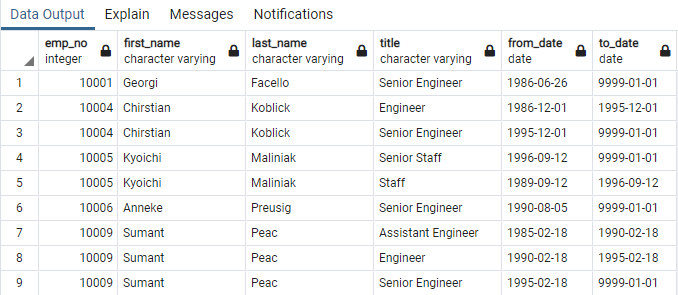 Data Output Explain Messages Notifications
emp_no first_name last_name title from_date to_date
integer character varying character varying character varying date date
1 10001 Georgi Facello Senior Engineer 1986-06-26 9999-01-01
2 10004 Chirstian Koblick Engineer 1986-12-01 1995-12-01
3 10004 Chirstian Koblick Senior Engineer 1995-12-01 9999-01-01
4 10005 Kyoichi Maliniak Senior Staff 1996-09-12 9999-01-01
5 10005 Kyoichi Maliniak Staff 1989-09-12 1996-09-12
6 10006 Anneke Preusig Senior Engineer 1990-08-05 9999-01-01
7 10009 Sumant Peac Assistant Engineer 1985-02-18 1990-02-18
8 10009 Sumant Peac Engineer 1990-02-18 1995-02-18
9 10009 Sumant Peac Senior Engineer 1995-02-18 9999-01-01